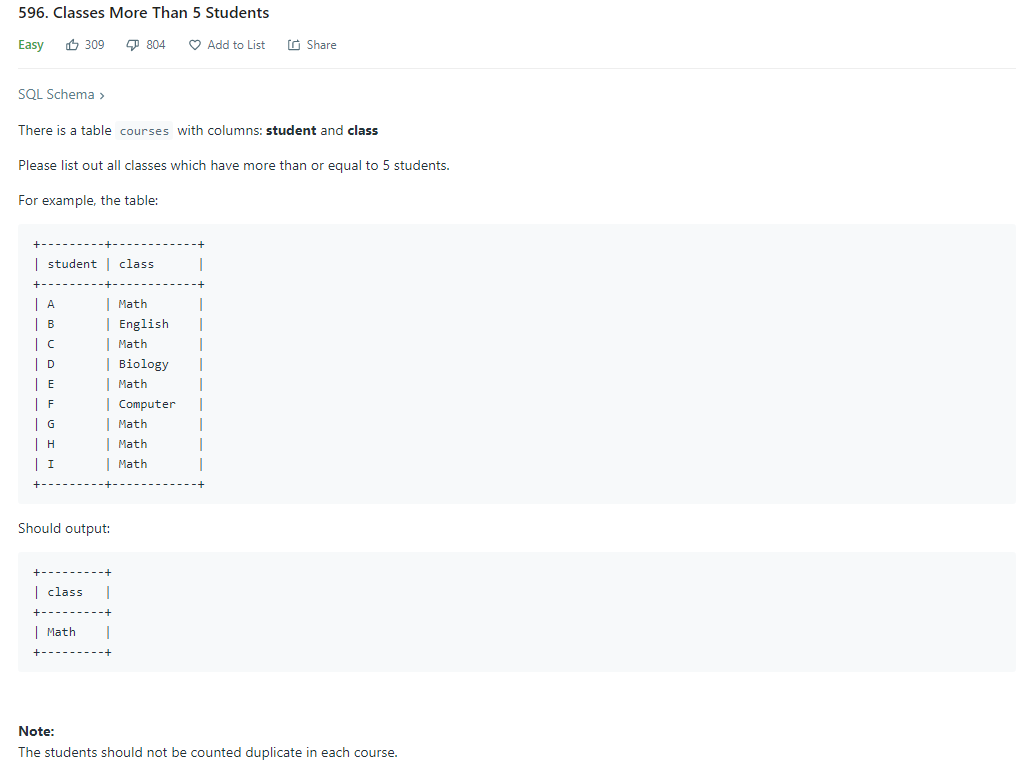 596. Classes More Than 5 Students
Easy 309 804 Add to List Share
SQL Schema >
There is a table courses with columns: student and class
Please list out all classes which have more than or equal to 5 students.
For example, the table:
+---------+------------+
| student | class      |
+---------+------------+
| A       | Math       |
| B       | English    |
| C       | Math       |
| D       | Biology    |
| E       | Math       |
| F       | Computer   |
| G       | Math       |
| H       | Math       |
| I       | Math       |
+---------+------------+
Should output:
+---------+
| class   |
+---------+
| Math    |
+---------+
Note:
The students should not be counted duplicate in each course.